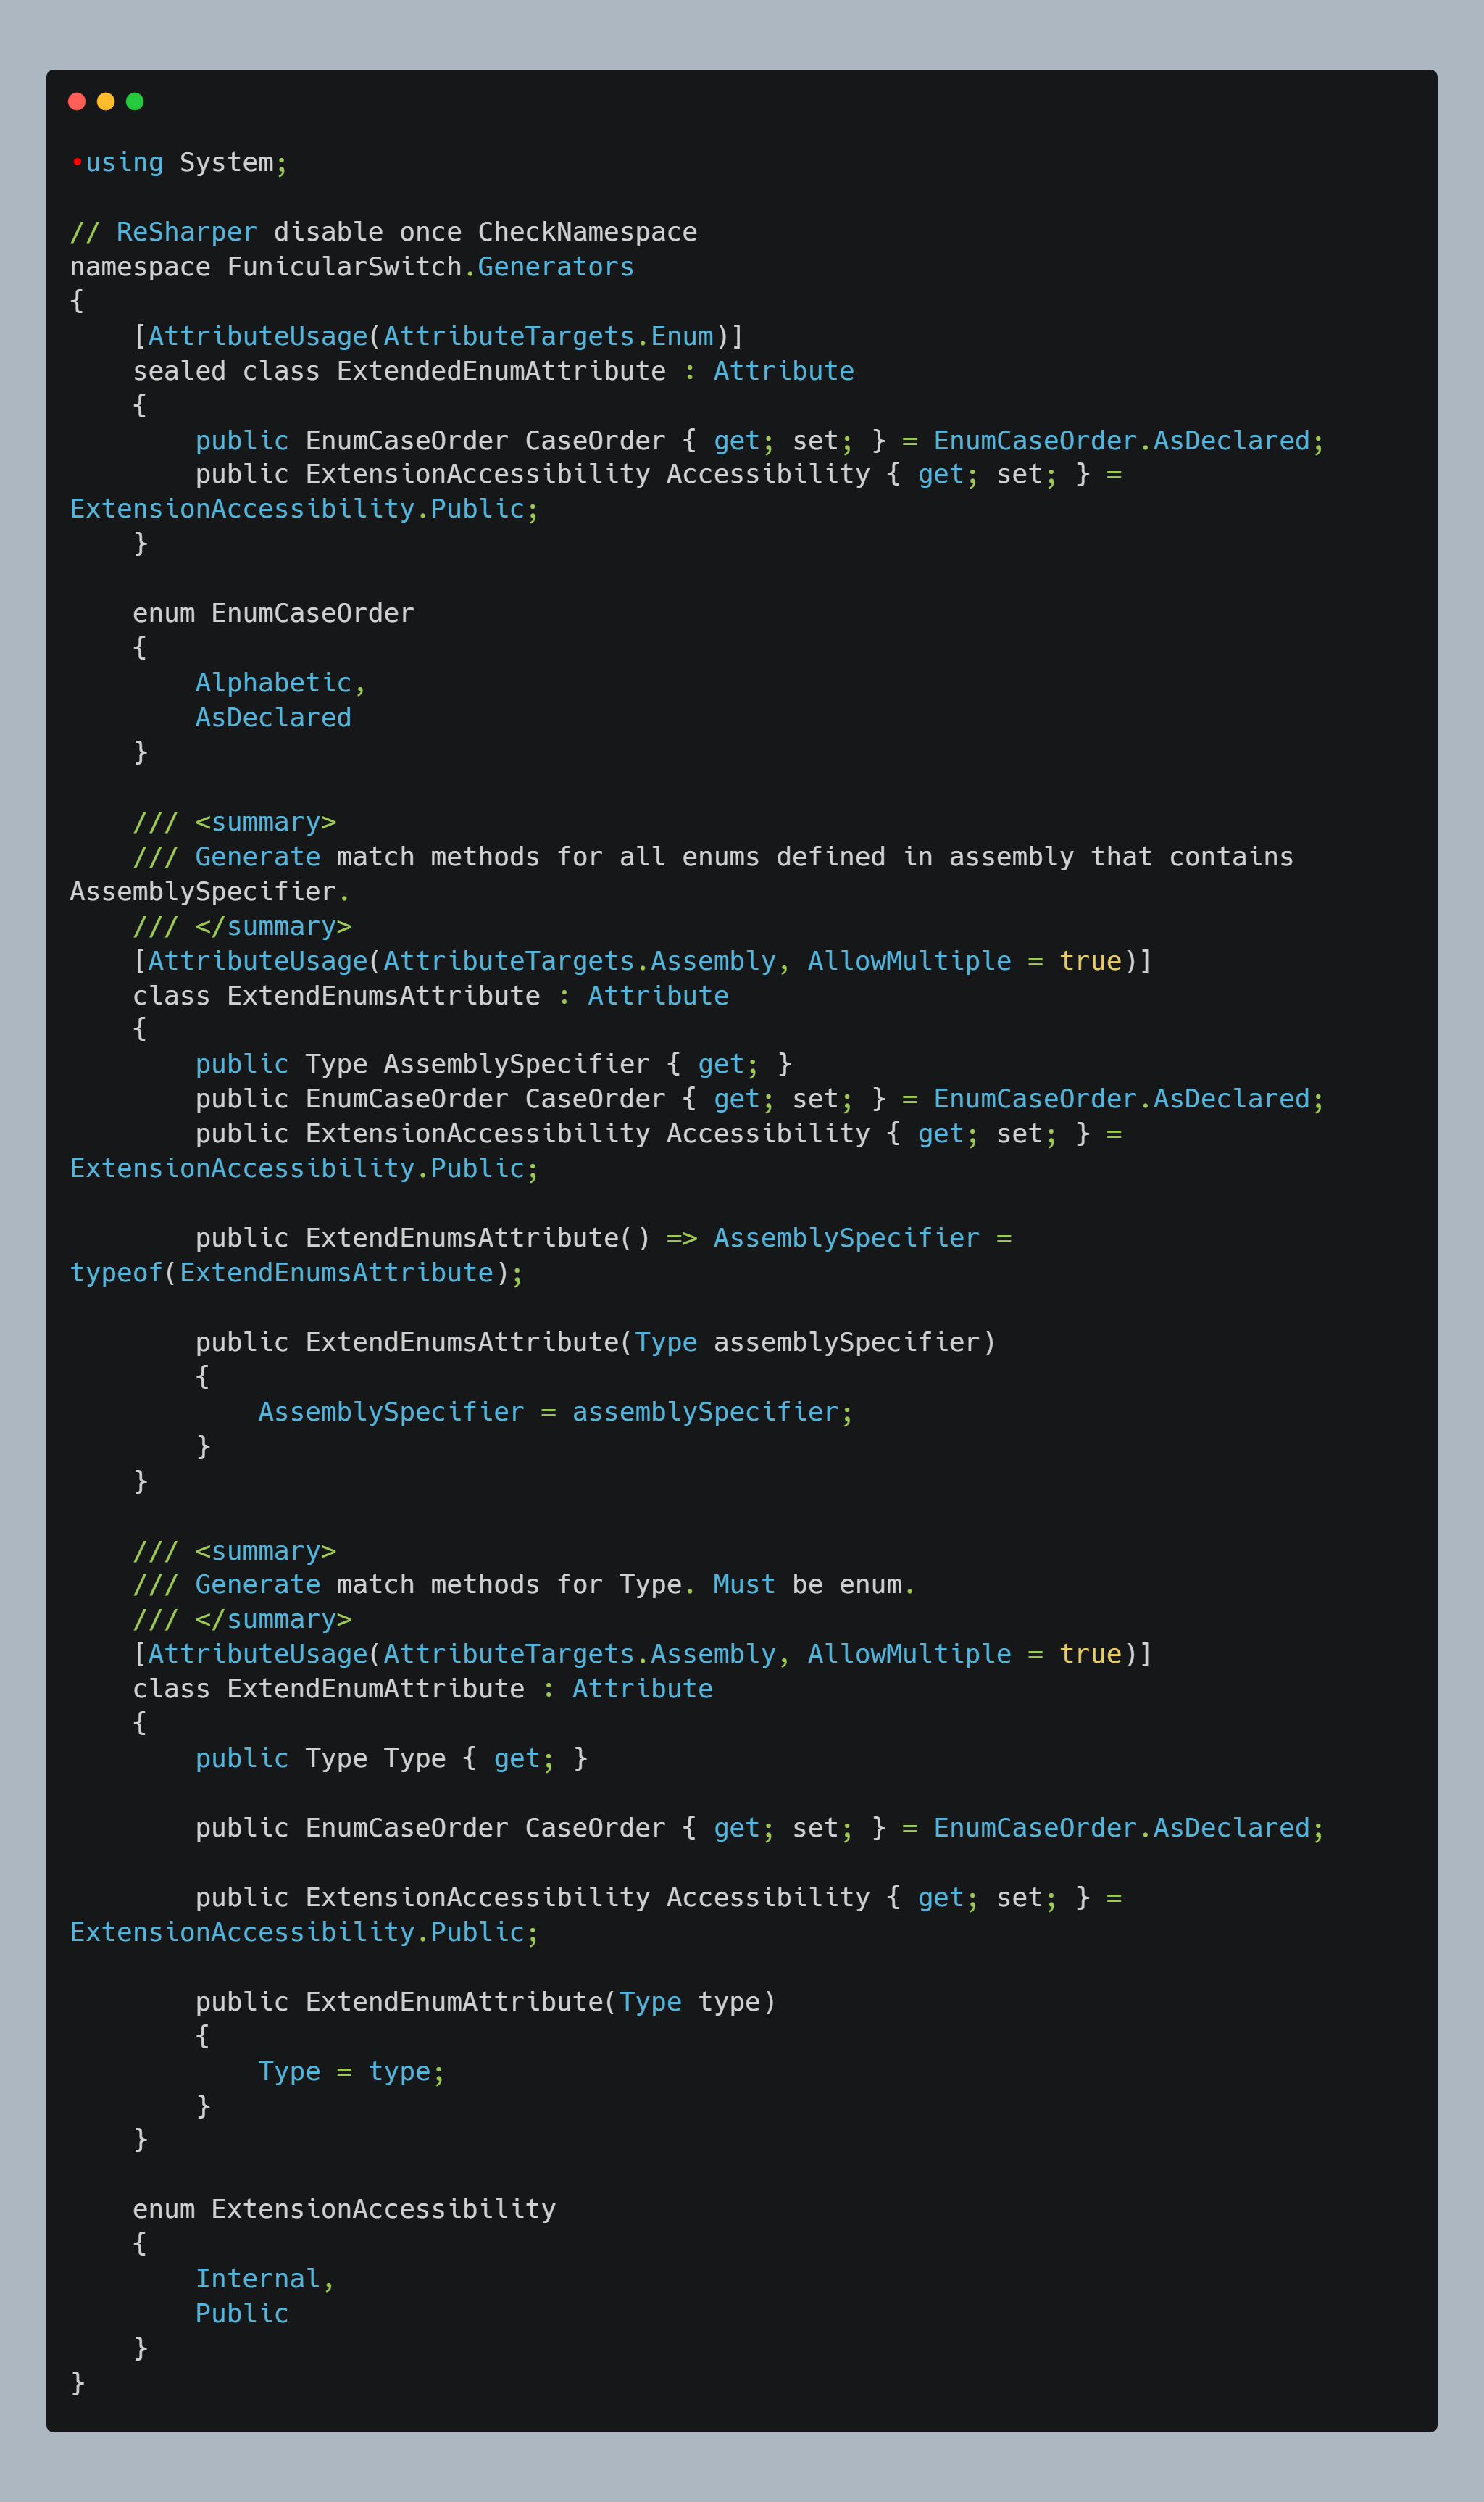 •using System;

// ReSharper disable once CheckNamespace
namespace FunicularSwitch.Generators
{
    [AttributeUsage(AttributeTargets.Enum)]
    sealed class ExtendedEnumAttribute : Attribute
    {
        public EnumCaseOrder CaseOrder { get; set; } = EnumCaseOrder.AsDeclared;
        public ExtensionAccessibility Accessibility { get; set; } =
ExtensionAccessibility.Public;
    }

    enum EnumCaseOrder
    {
        Alphabetic,
        AsDeclared
    }

    /// <summary>
    /// Generate match methods for all enums defined in assembly that contains
AssemblySpecifier.
    /// </summary>
    [AttributeUsage(AttributeTargets.Assembly, AllowMultiple = true)]
    class ExtendEnumsAttribute : Attribute
    {
        public Type AssemblySpecifier { get; }
        public EnumCaseOrder CaseOrder { get; set; } = EnumCaseOrder.AsDeclared;
        public ExtensionAccessibility Accessibility { get; set; } =
ExtensionAccessibility.Public;

        public ExtendEnumsAttribute() => AssemblySpecifier =
typeof(ExtendEnumsAttribute);

        public ExtendEnumsAttribute(Type assemblySpecifier)
        {
            AssemblySpecifier = assemblySpecifier;
        }
    }

    /// <summary>
    /// Generate match methods for Type. Must be enum.
    /// </summary>
    [AttributeUsage(AttributeTargets.Assembly, AllowMultiple = true)]
    class ExtendEnumAttribute : Attribute
    {
        public Type Type { get; }

        public EnumCaseOrder CaseOrder { get; set; } = EnumCaseOrder.AsDeclared;

        public ExtensionAccessibility Accessibility { get; set; } =
ExtensionAccessibility.Public;

        public ExtendEnumAttribute(Type type)
        {
            Type = type;
        }
    }

    enum ExtensionAccessibility
    {
        Internal,
        Public
    }
}